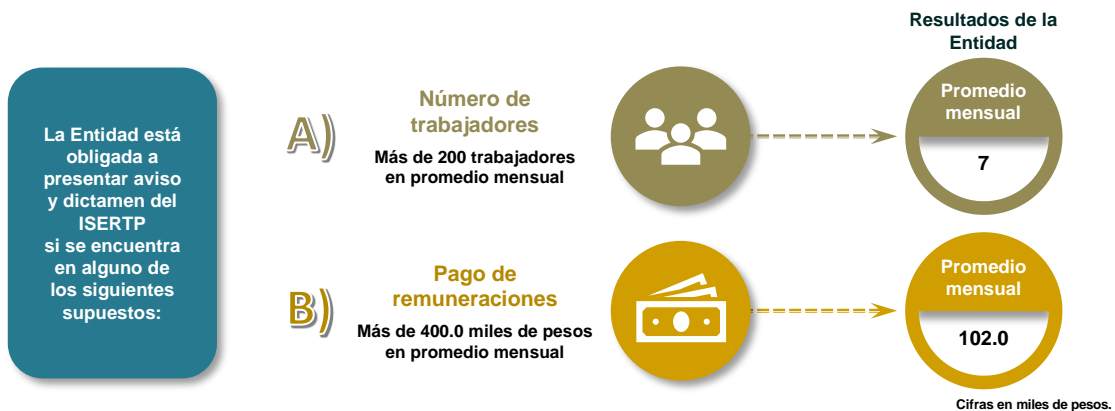 La Entidad está
obligada a
presentar aviso
y dictamen del
ISERTP
si se encuentra
en alguno de
los siguientes
supuestos:
A)
Número de
trabajadores
Más de 200 trabajadores
en promedio mensual
Resultados de la
Entidad
Promedio
mensual
7
B)
Pago de
remuneraciones
Más de 400.0 miles de pesos
en promedio mensual
Promedio
mensual
102.0
Cifras en miles de pesos.